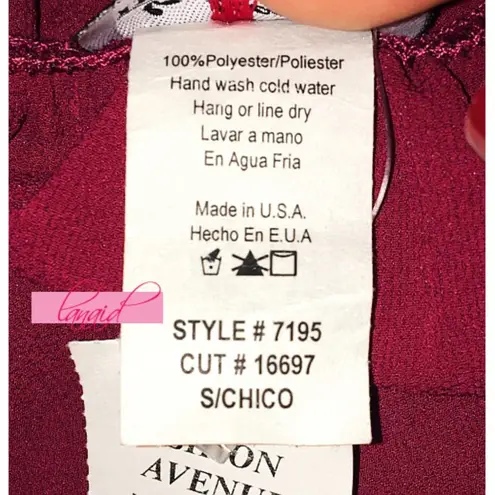 100%Polyester/Poliester
Hand wash cold water
Hang or line dry
Lavar a mano
En Agua Fria
Made in U.S.A.
Hecho En E.U.A
langid
STYLE # 7195
CUT # 16697
S/CHICO